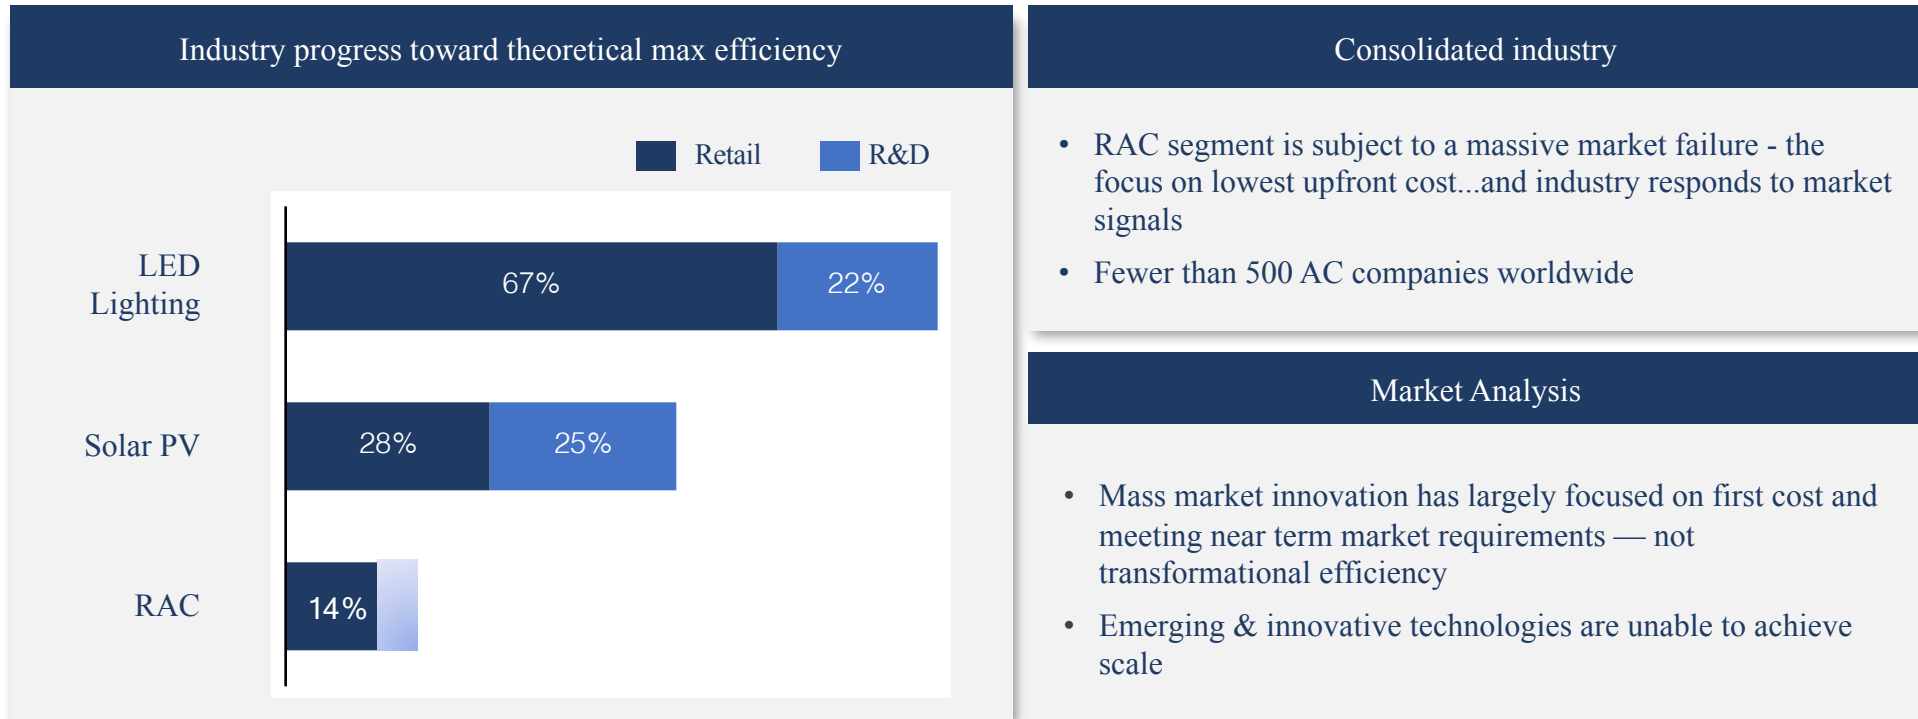 Industry progress toward theoretical max efficiency
Retail
R&D
LED
Lighting
67%
22%
Solar PV
28%
25%
RAC
14%
Consolidated industry
• RAC segment is subject to a massive market failure - the
focus on lowest upfront cost...and industry responds to market
signals
• Fewer than 500 AC companies worldwide
Market Analysis
• Mass market innovation has largely focused on first cost and
meeting near term market requirements — not
transformational efficiency
• Emerging & innovative technologies are unable to achieve
scale